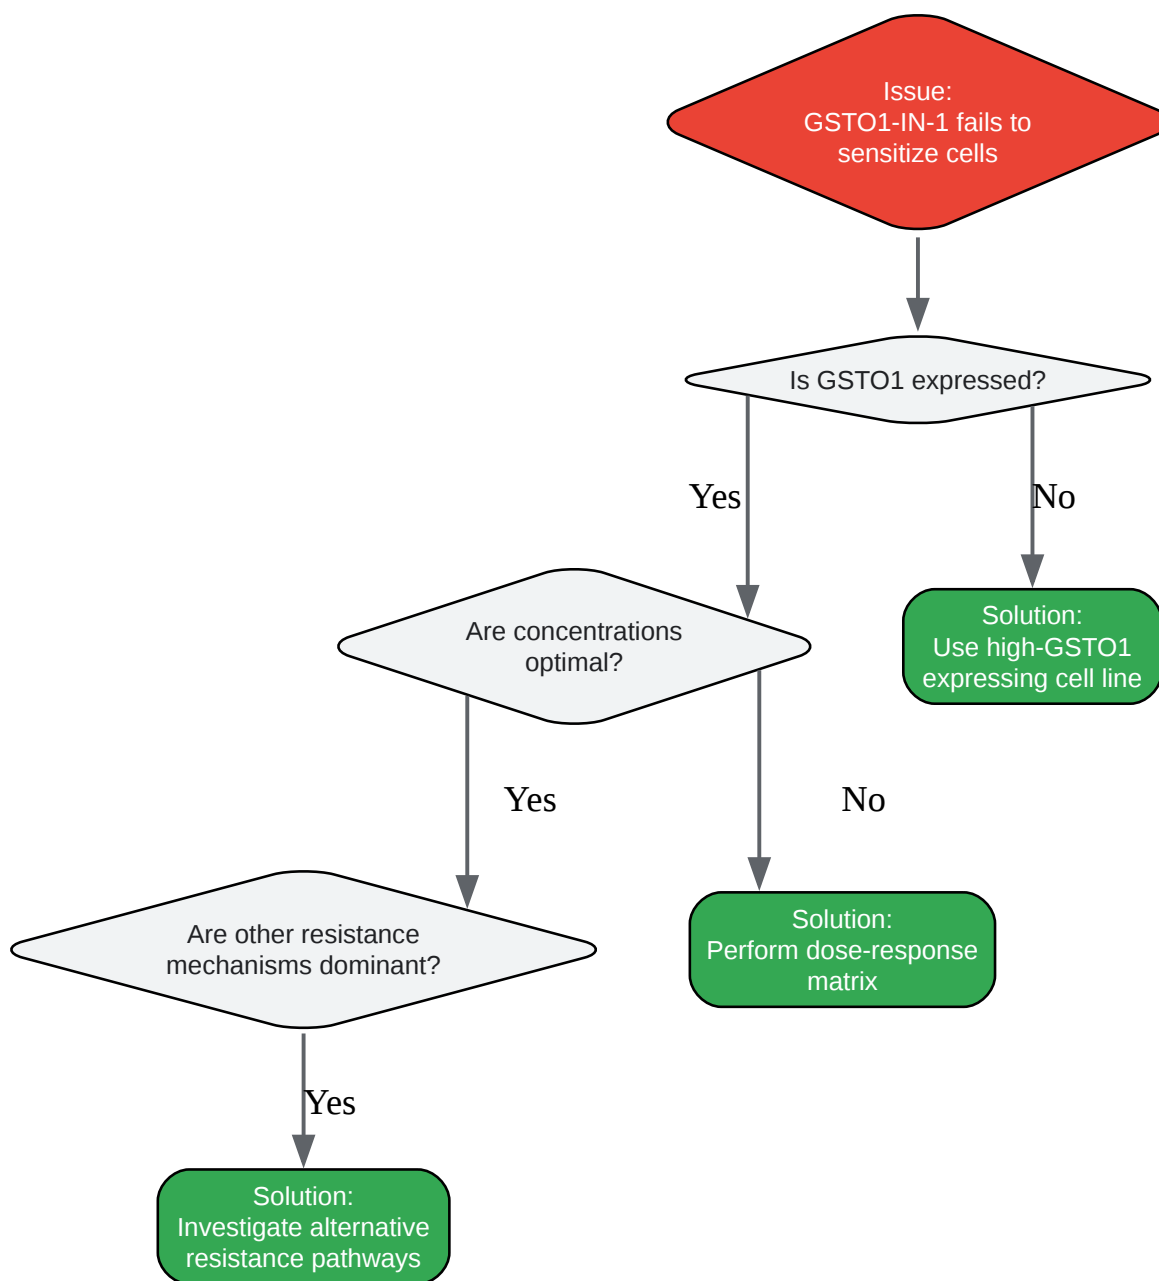 Issue:
GSTO1-IN-1 fails to
sensitize cells
Is GSTO1 expressed?
Yes
No
Solution:
Use high-GSTO1
expressing cell line
Are concentrations
optimal?
Yes
No
Solution:
Perform dose-response
matrix
Are other resistance
mechanisms dominant?
Yes
Solution:
Investigate alternative
resistance pathways